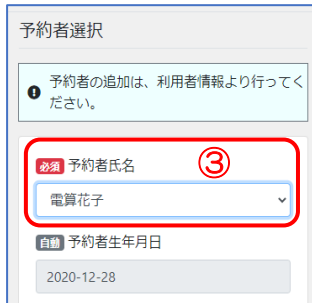 予約者選択
予約者の追加は、利用者情報より行ってく
ださい。
必須 予約者氏名 ③
電算花子
自動 予約者生年月日
2020-12-28